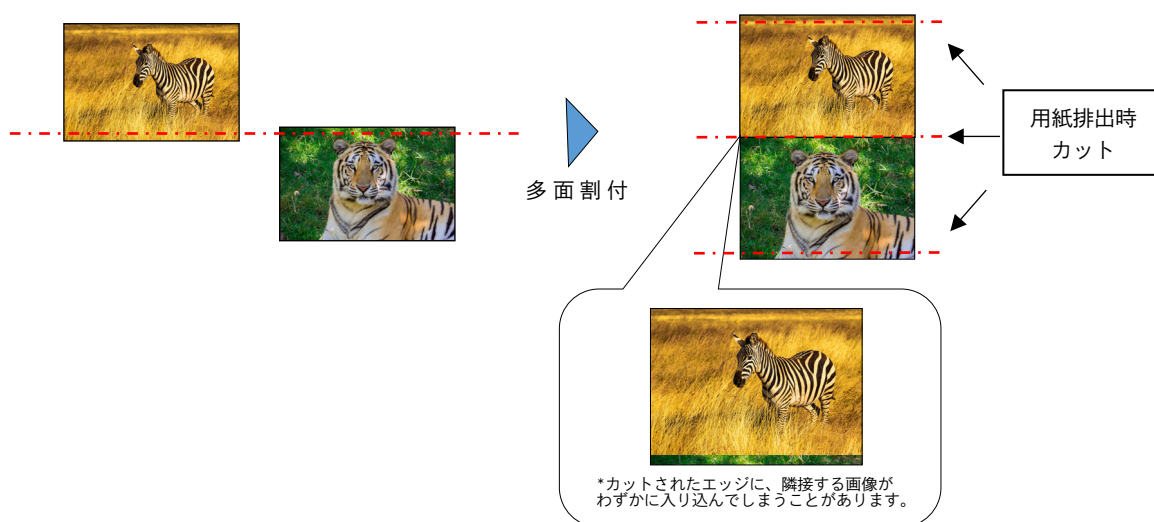 多面割付
用紙排出時
カット
*カットされたエッジに、隣接する画像が
わずかに入り込んでしまうことがあります。